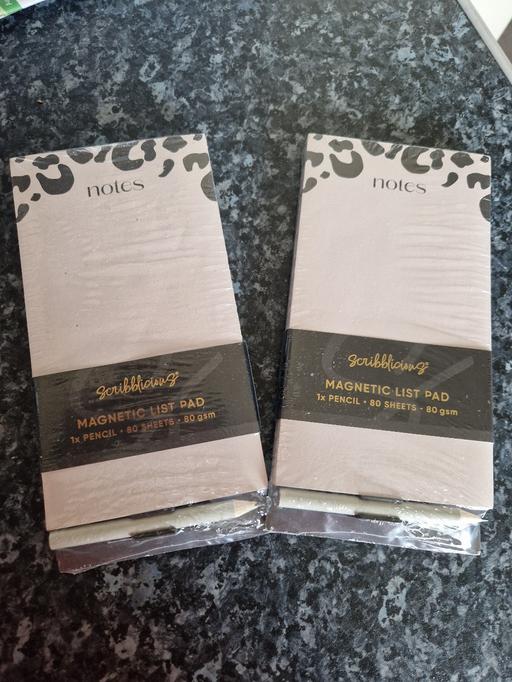 notes
scribblicious
MAGNETIC LIST PAD
1x PENCIL • 80 SHEETS • 80 gsm
notes
scribblicious
MAGNETIC LIST PAD
1x PENCIL • 80 SHEETS • 80 gsm